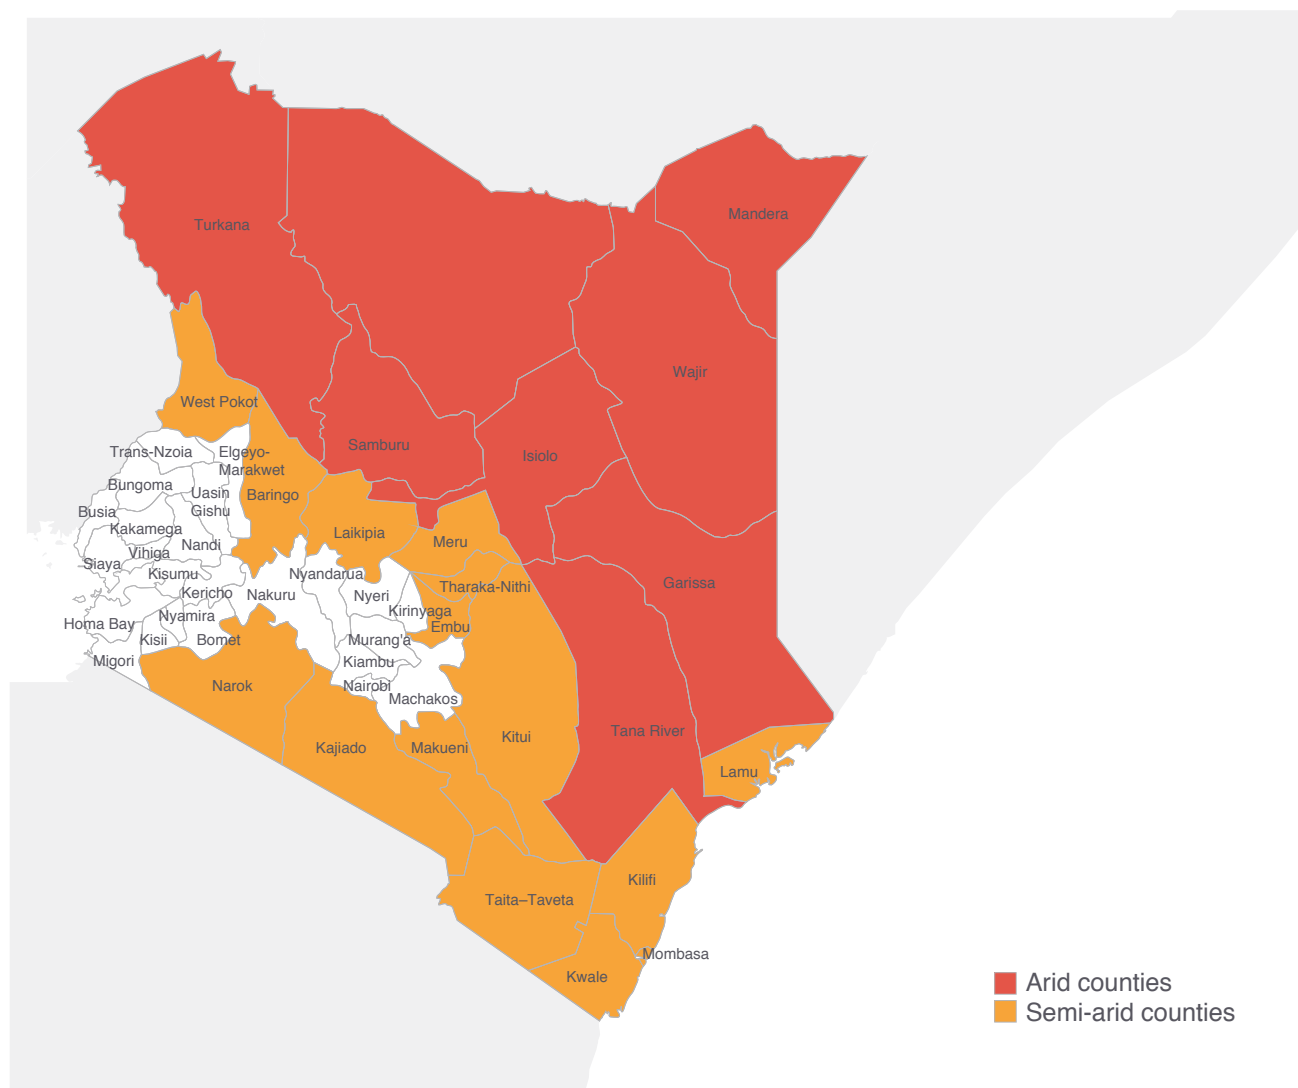 Mandera
Turkana
Wajir
West Pokot
Samburu
Isiolo
Trans-Nzoia
Elgeyo-
Marakwet
Bungoma
Uasin
Gishu
Baringo
Busia
Kakamega
Laikipia
Meru
Nandi
Vihiga
Siaya
Kisumu
Nyandarua
Garissa
Tharaka-Nithi
Kericho
Nakuru
Nyeri
Kirinyaga
Nyamira
Homa Bay
Embu
Kisii
Bomet
Murang'a
Migori
Kiambu
Narok
Nairobi
Machakos
Tana River
Kitui
Kajiado
Makueni
Lamu
Kilifi
Taita–Taveta
Mombasa
Kwale
Arid counties
Semi-arid counties